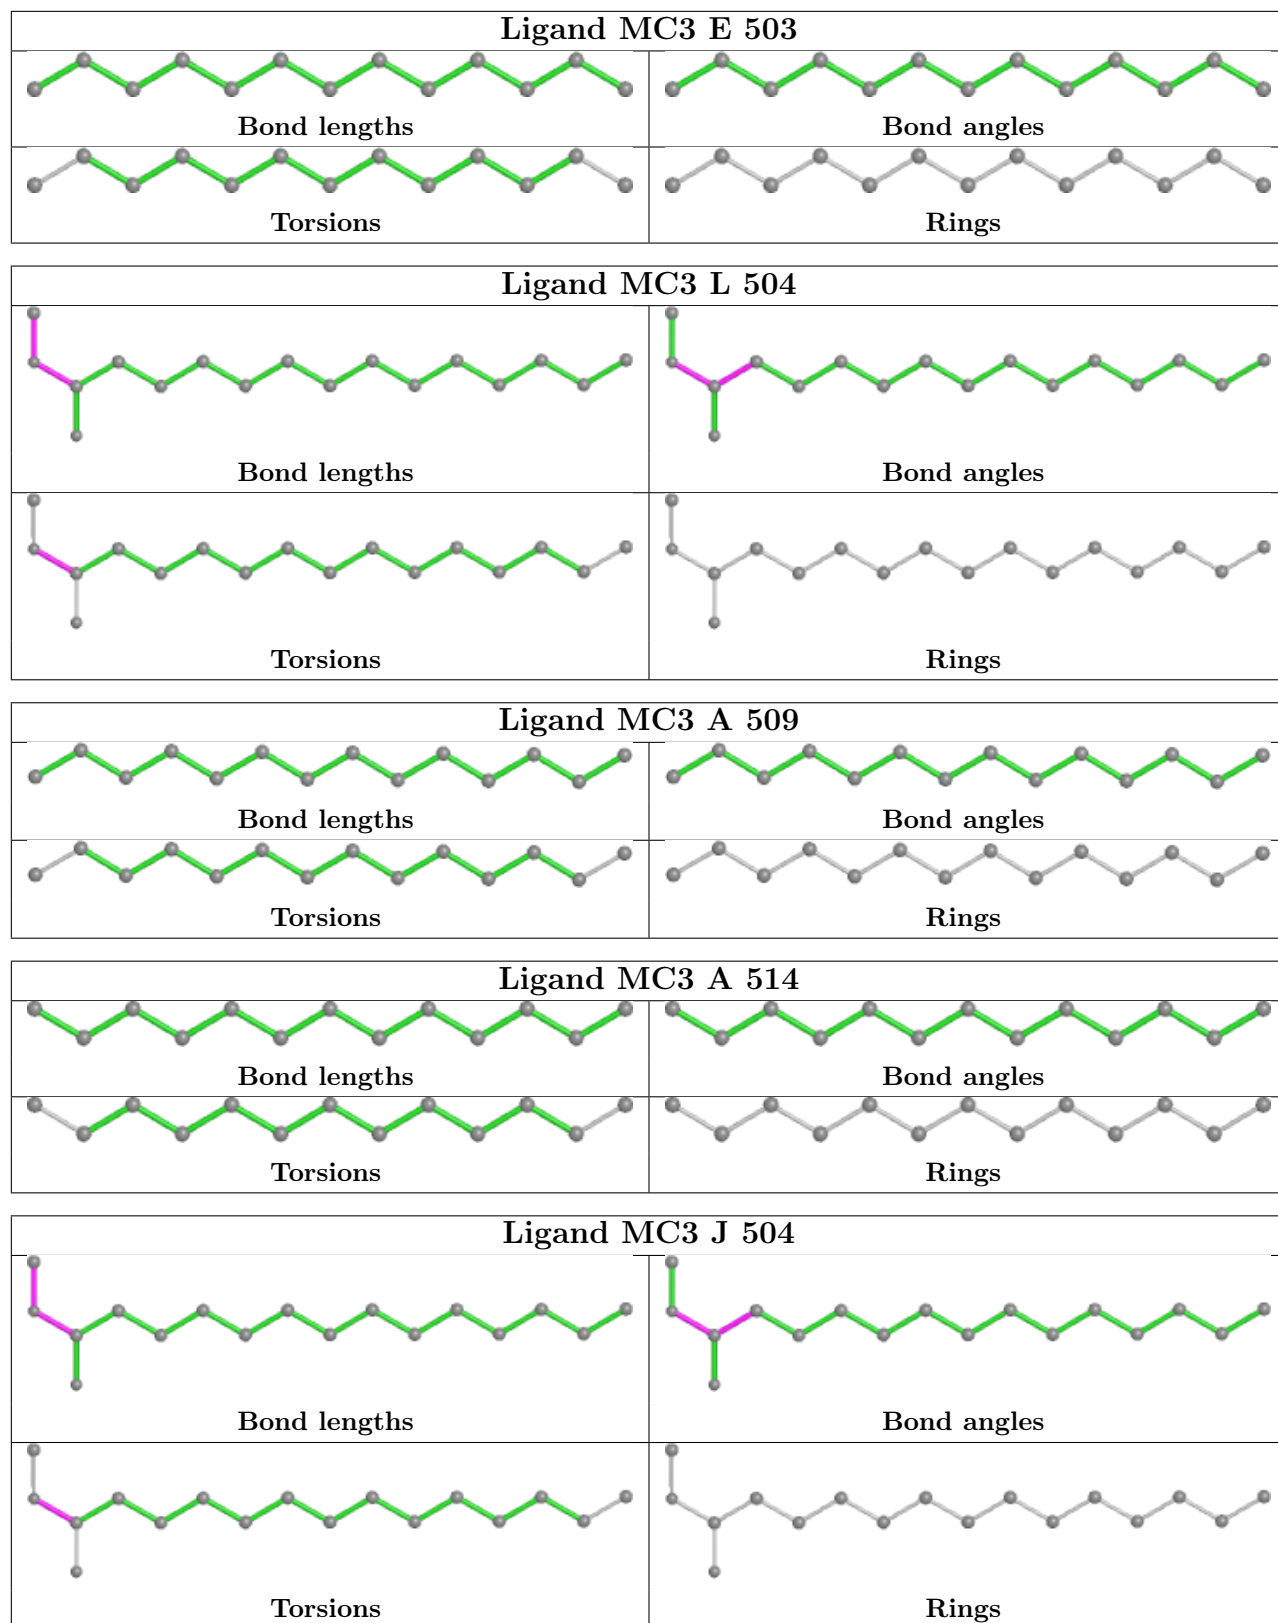 Ligand MC3 E 503
Bond lengths Bond angles
Torsions Rings
Ligand MC3 L 504
Bond lengths Bond angles
Torsions Rings
Ligand MC3 A 509
Bond lengths Bond angles
Torsions Rings
Ligand MC3 A 514
Bond lengths Bond angles
Torsions Rings
Ligand MC3 J 504
Bond lengths Bond angles
Torsions Rings